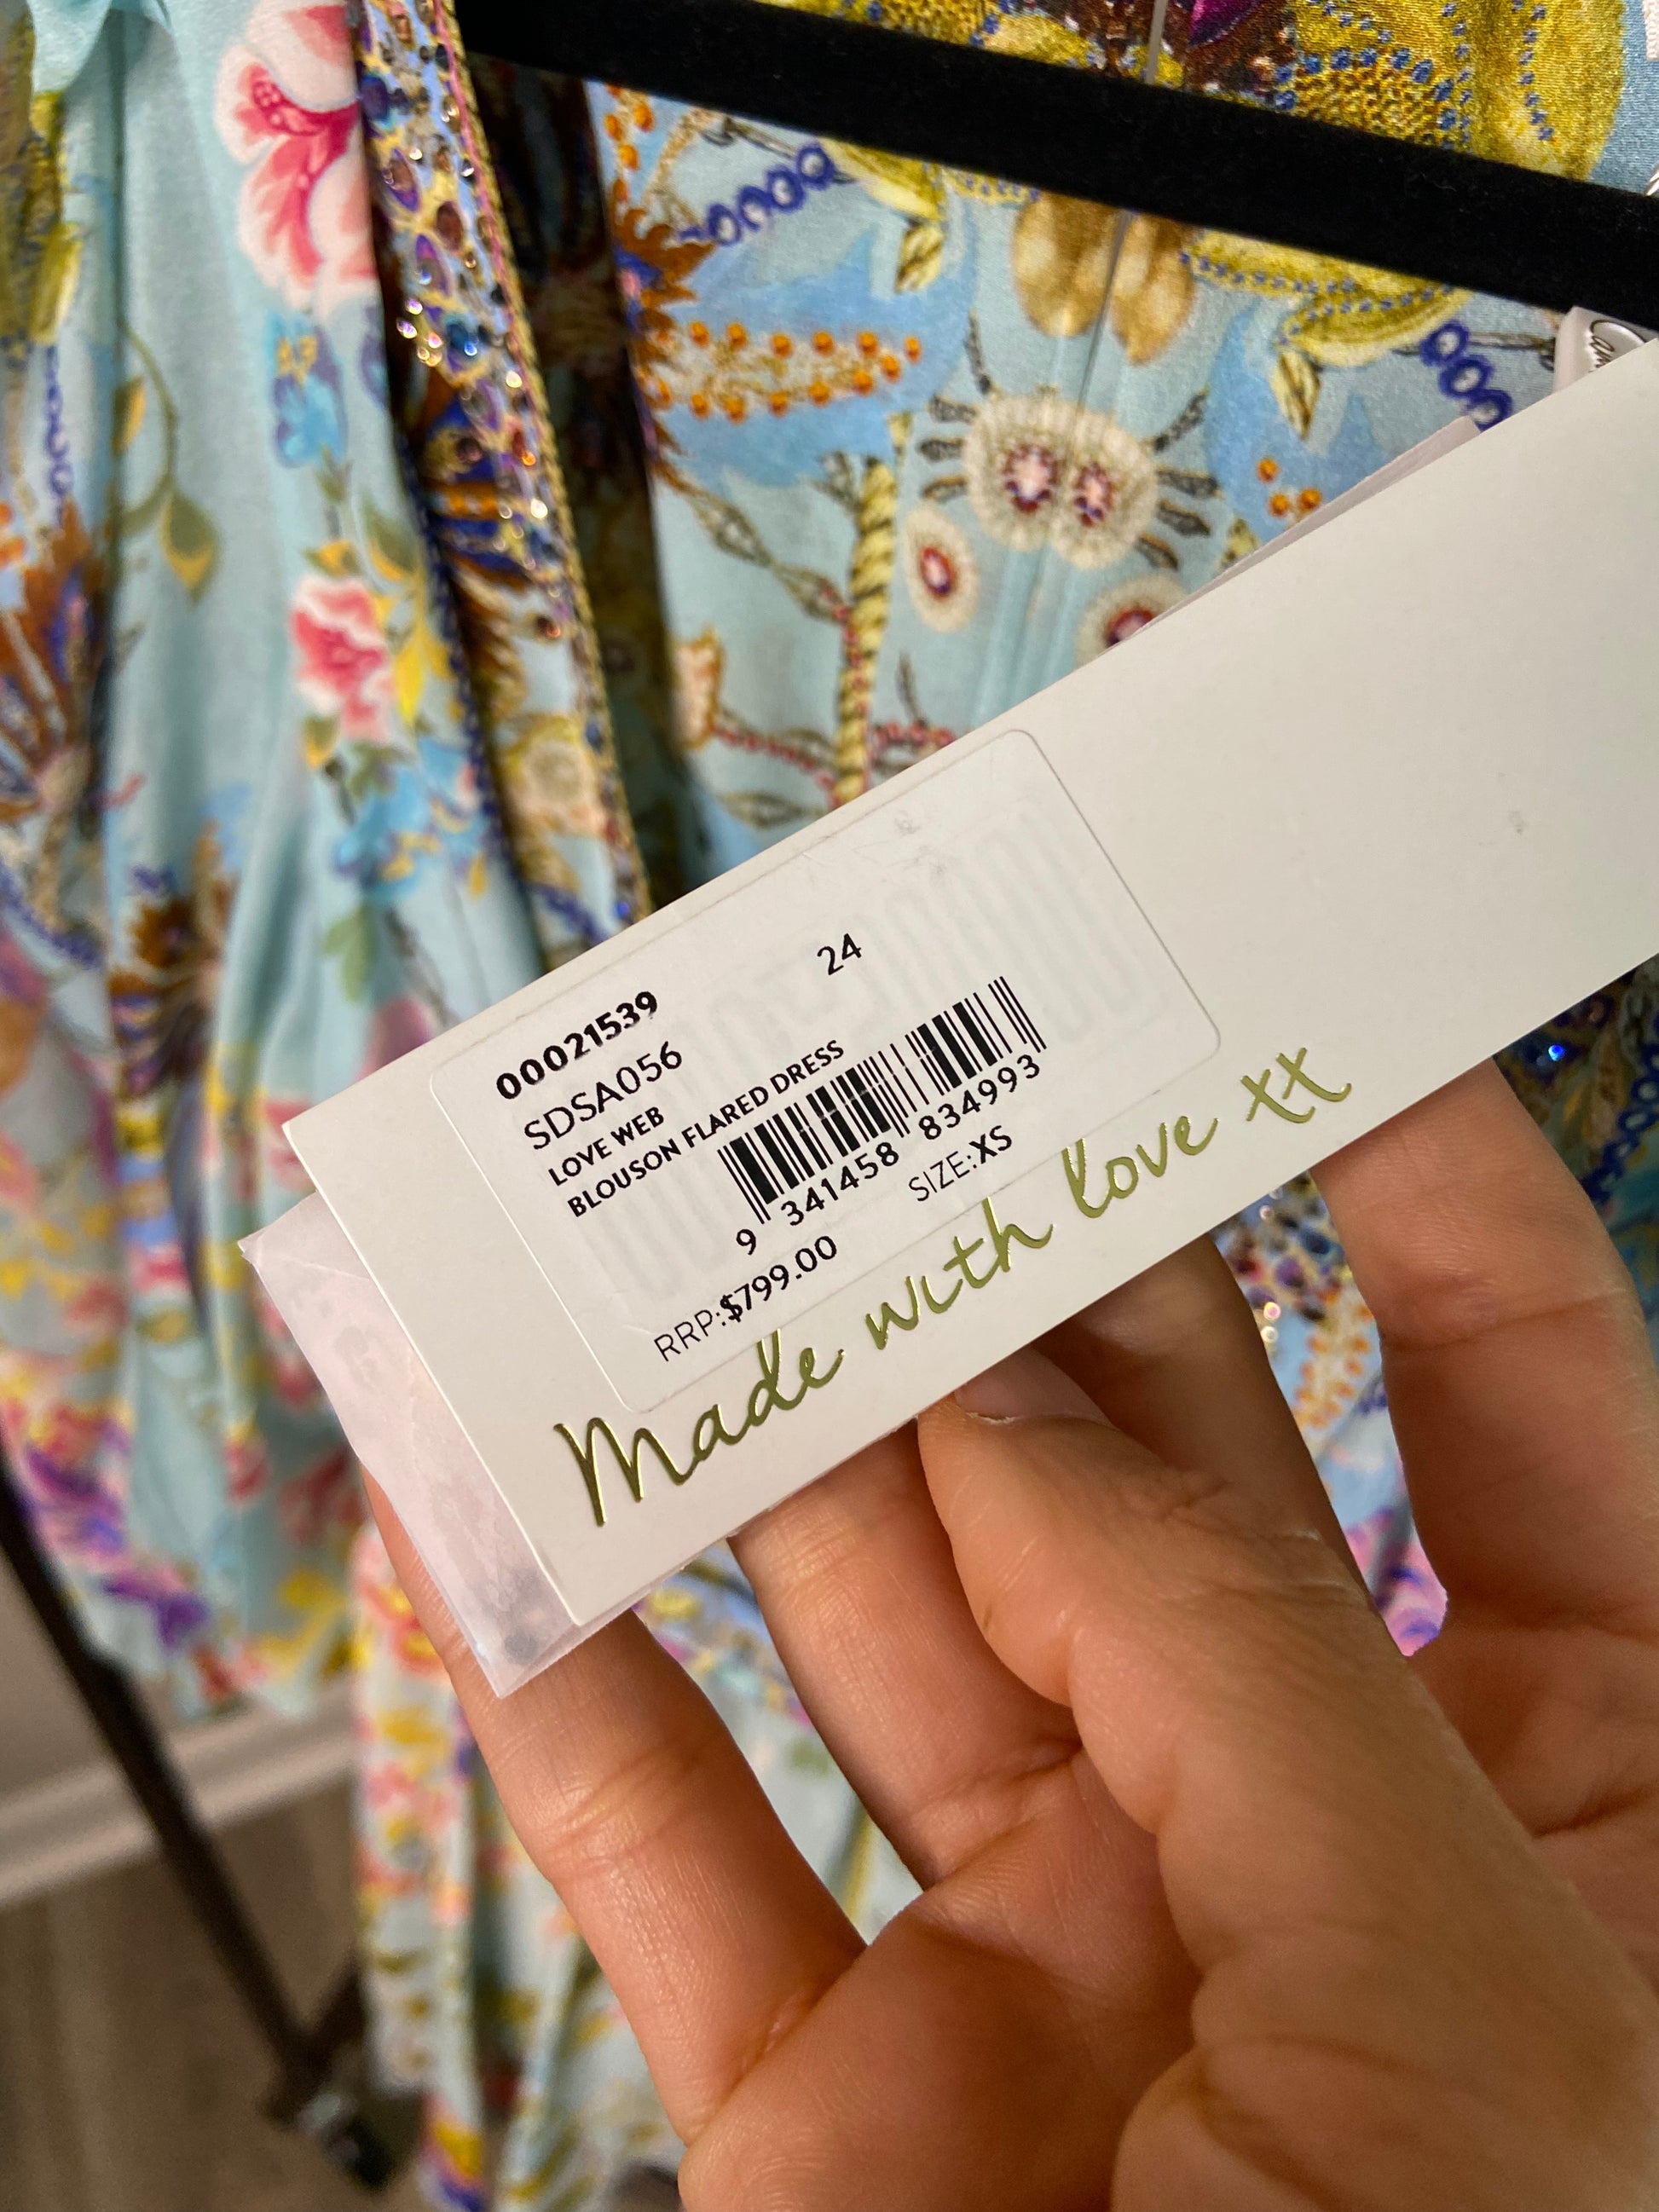 24
00021539
SDSA056
LOVE WEB
BLOUSON FLARED DRESS
9 341458 834993
SIZE:XS
RRP:$799.00
Made with love xx